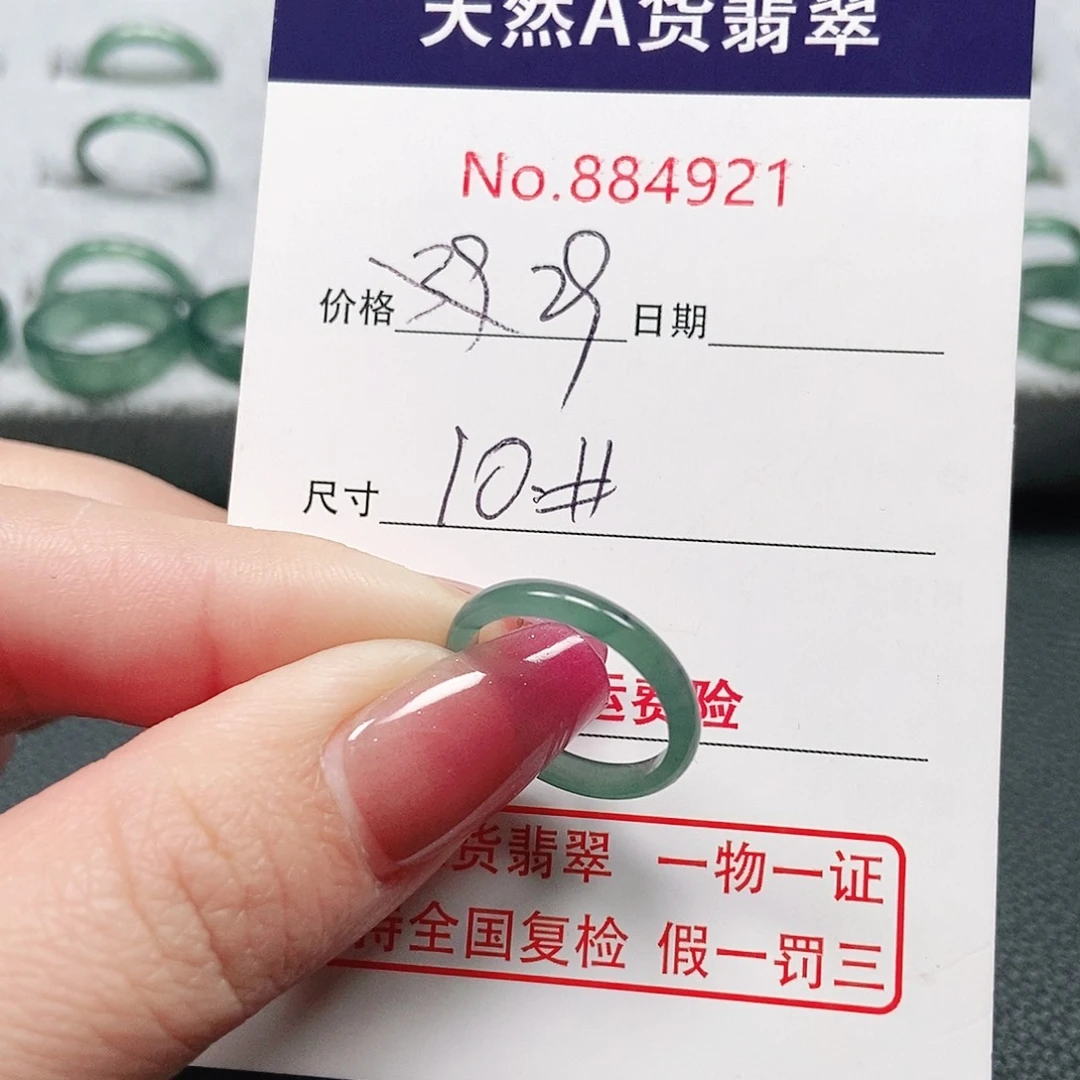 天然A货翡翠
No.884921
价格 29 日期
尺寸 10#
运费险
货翡翠 一物一证
持全国复检 假一罚三